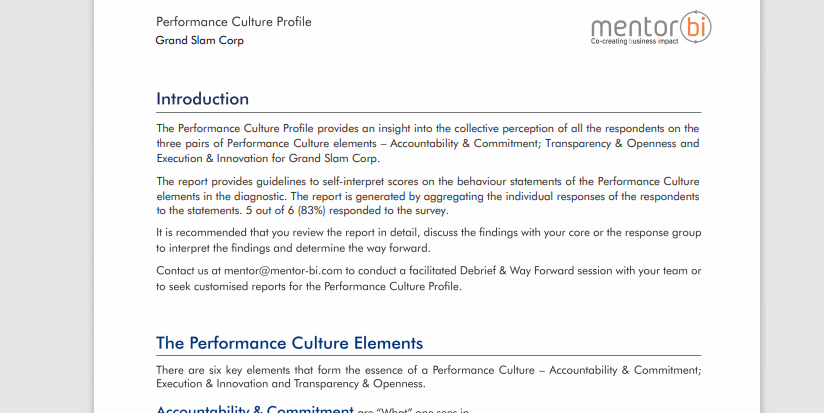 Performance Culture Profile
Grand Slam Corp
mentor bi
Co-creating business impact
Introduction
The Performance Culture Profile provides an insight into the collective perception of all the respondents on the
three pairs of Performance Culture elements – Accountability & Commitment; Transparency & Openness and
Execution & Innovation for Grand Slam Corp.
The report provides guidelines to self-interpret scores on the behaviour statements of the Performance Culture
elements in the diagnostic. The report is generated by aggregating the individual responses of the respondents
to the statements. 5 out of 6 (83%) responded to the survey.
It is recommended that you review the report in detail, discuss the findings with your core or the response group
to interpret the findings and determine the way forward.
Contact us at mentor@mentor-bi.com to conduct a facilitated Debrief & Way Forward session with your team or
to seek customised reports for the Performance Culture Profile.
The Performance Culture Elements
There are six key elements that form the essence of a Performance Culture – Accountability & Commitment;
Execution & Innovation and Transparency & Openness.
Accountability & Commitment are "What" one sees in